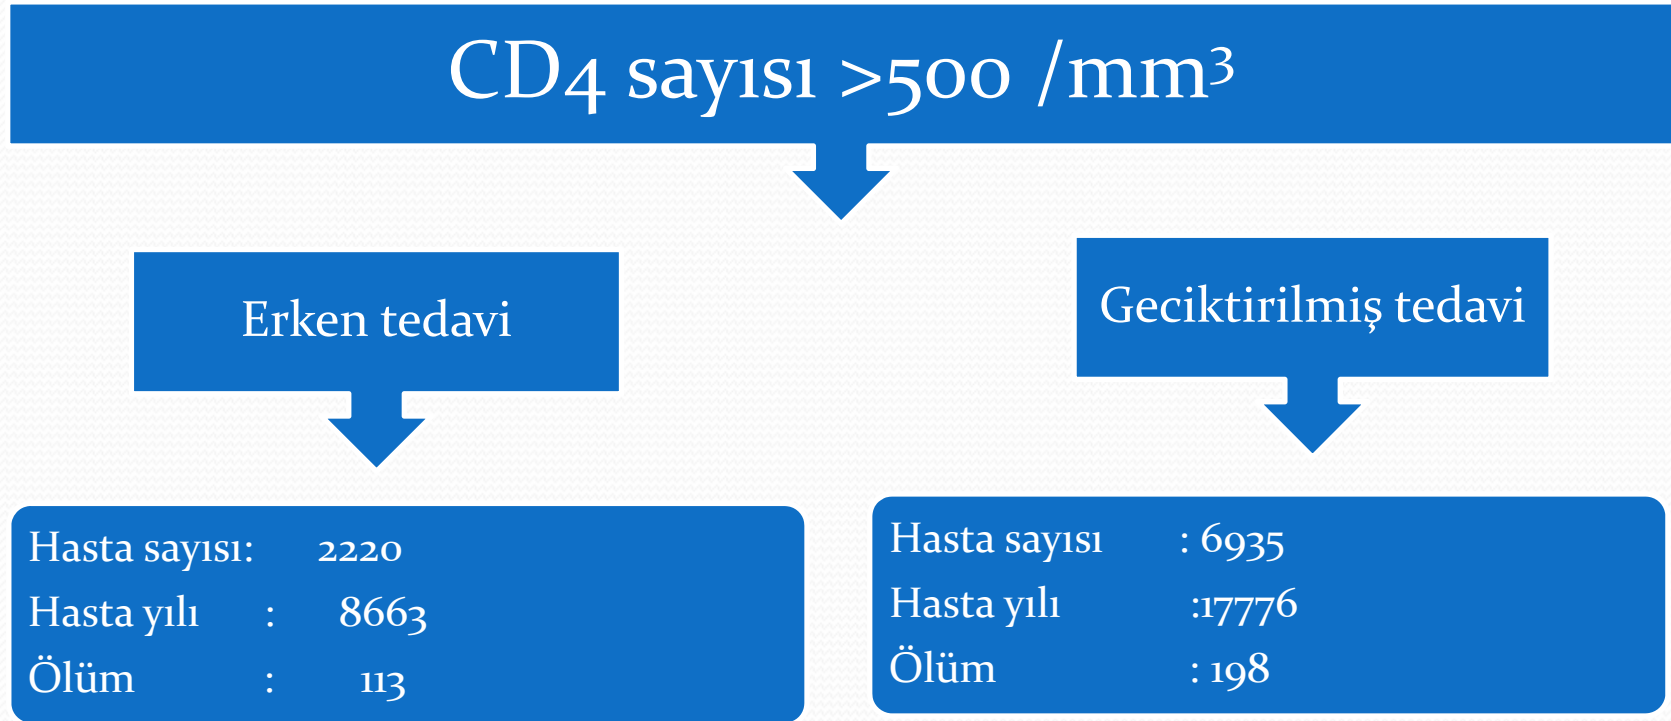 CD4 sayısı >500 /mm³
Erken tedavi
Geciktirilmiş tedavi
Hasta sayısı: 2220
Hasta yılı : 8663
Ölüm : 113
Hasta sayısı : 6935
Hasta yılı :17776
Ölüm : 198